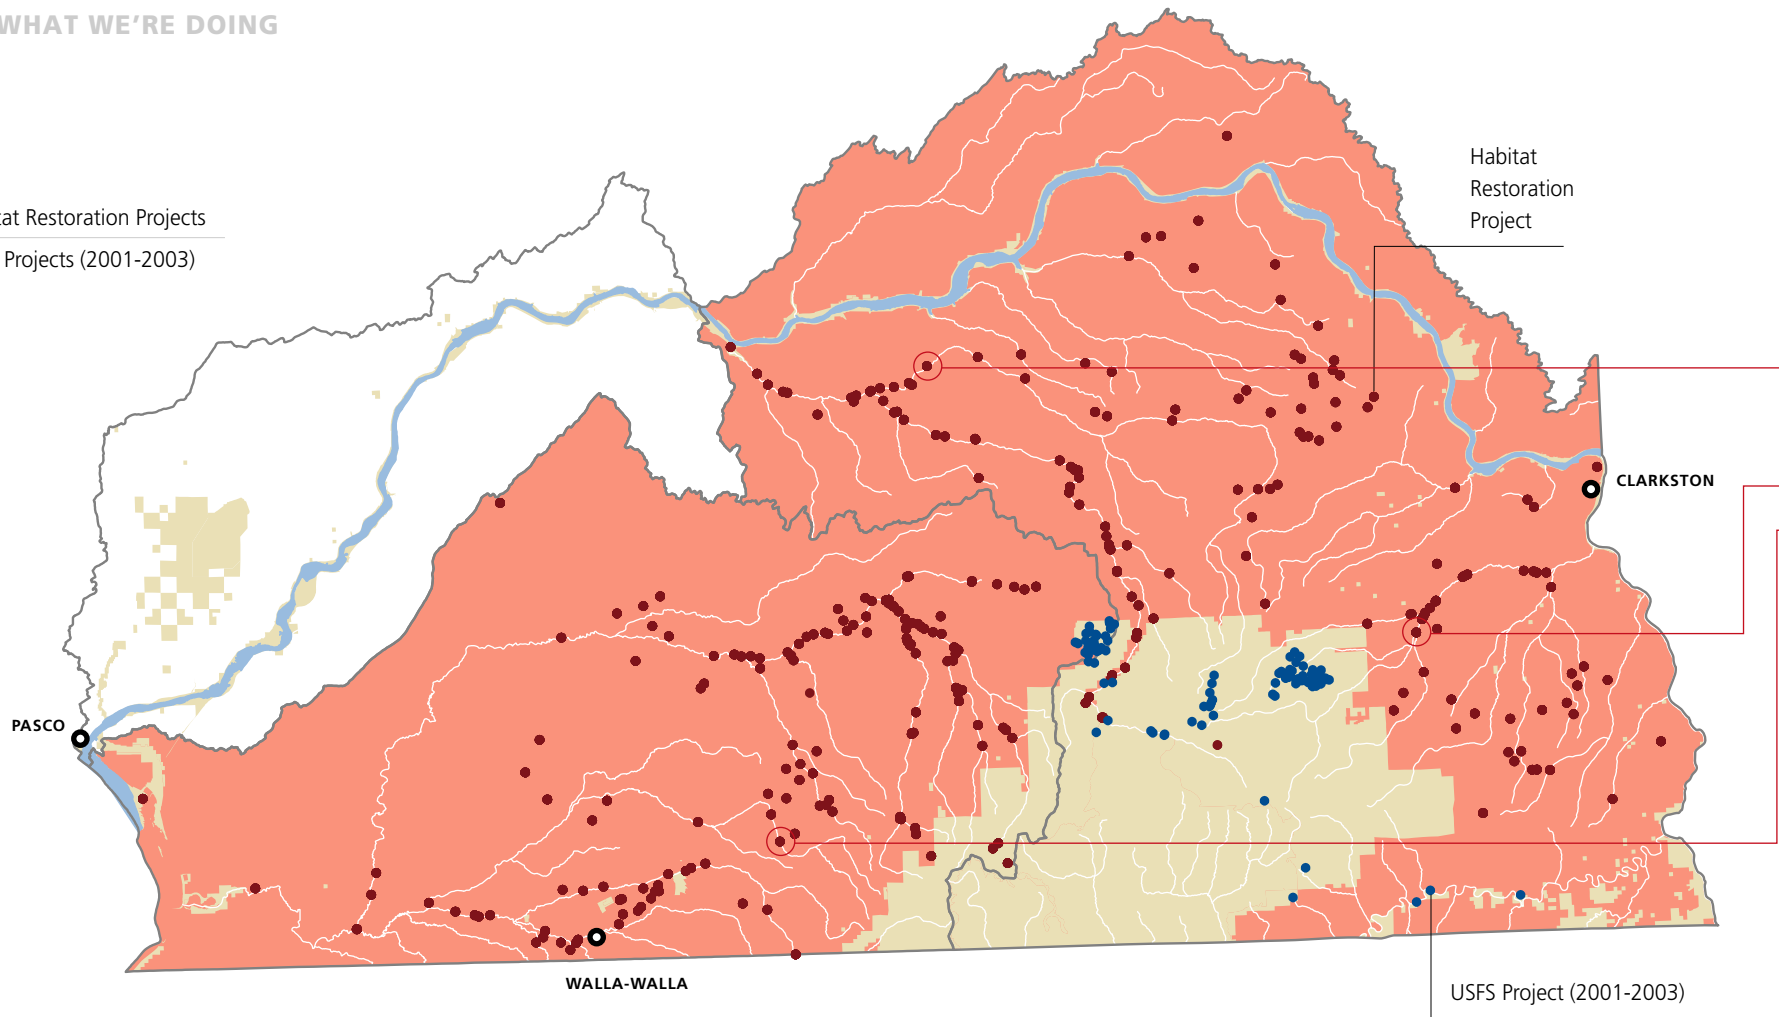 WHAT WE'RE DOING
Habitat
Restoration
Project
at Restoration Projects
Projects (2001-2003)
CLARKSTON
PASCO
WALLA-WALLA
USFS Project (2001-2003)